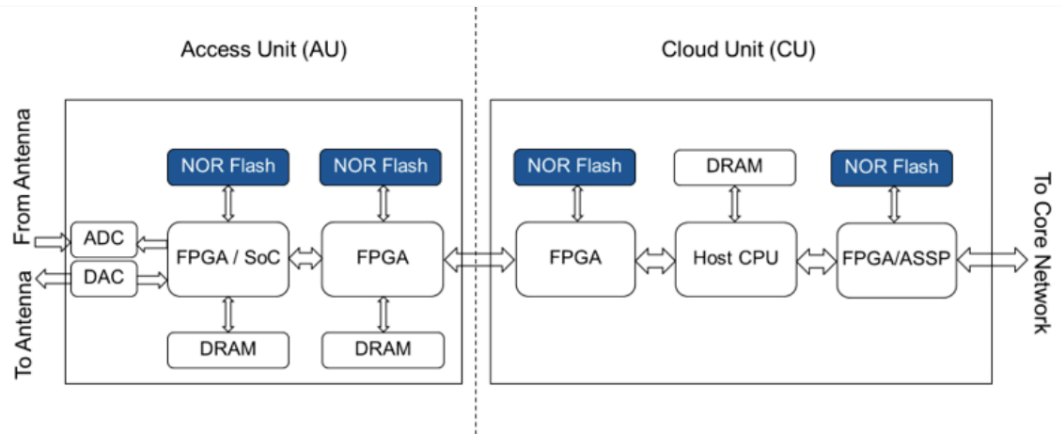 Access Unit (AU)
Cloud Unit (CU)
From Antenna
To Antenna
NOR Flash
NOR Flash
ADC
DAC
FPGA / SoC
FPGA
DRAM
DRAM
NOR Flash
DRAM
NOR Flash
FPGA
Host CPU
FPGA/ASSP
To Core Network